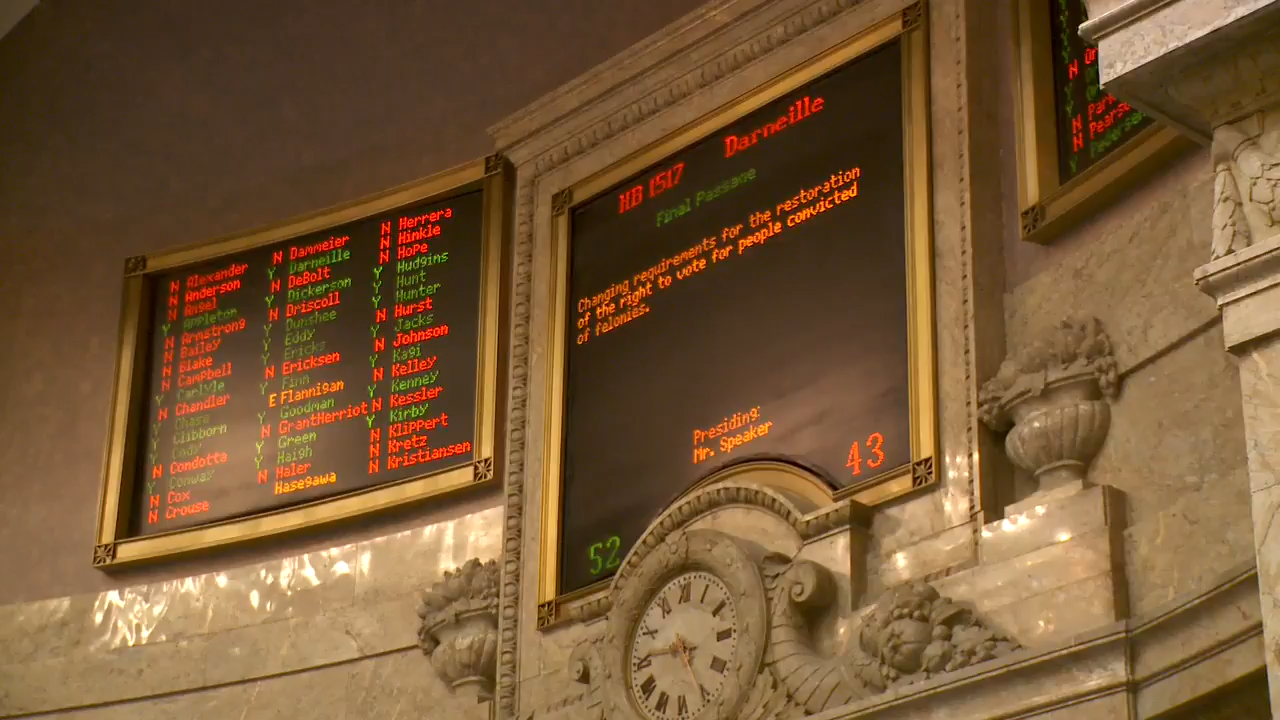 N Alexander
N Anderson
N Angel
Y Appleton
N Armstrong
N Bailey
N Blake
N Campbell
Y Carlyle
N Chandler
Y Chase
Y Clibborn
Y Cody
N Condotta
Y Conway
N Cox
N Crouse
N Dammeier
Y Darneille
N DeBolt
Y Dickerson
N Driscoll
Y Dunshee
Y Eddy
Y Ericks
N Ericksen
Y Finn
E Flannigan
Y Goodman
N GrantHerriot
Y Green
Y Haigh
N Haler
Hasegawa
N Herrera
N Hinkle
N Hope
Y Hudgins
Y Hunt
Y Hunter
N Hurst
Y Jacks
N Johnson
Y Kagi
N Kelley
Y Kenney
N Kessler
Y Kirby
N Klippert
N Kretz
N Kristiansen
HB 1517 Darneille
Final Passage
Changing requirements for the restoration
of the right to vote for people convicted
of felonies.
Presiding:
Mr. Speaker
52 43
N
N
N
Y Pedersen